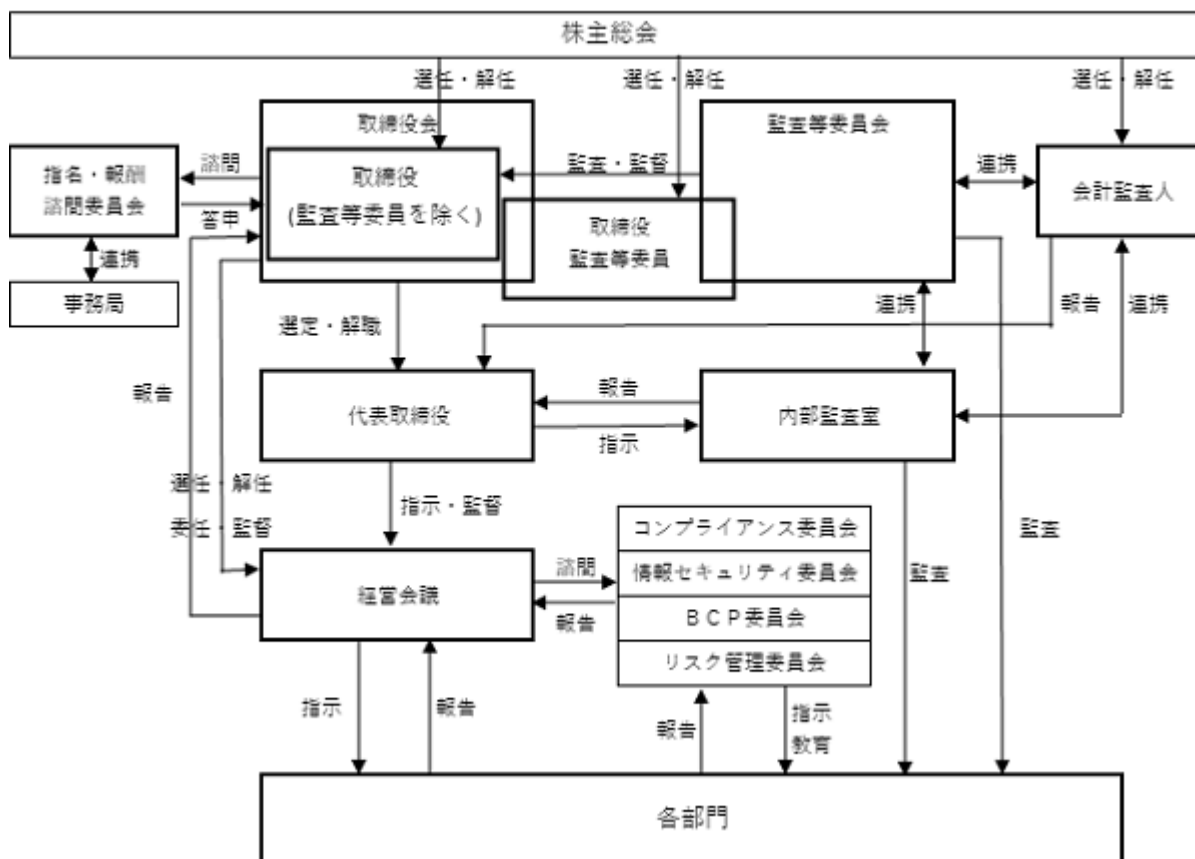 株主総会
選任・解任
選任・解任
選任・解任
取締役会
監査等委員会
指名・報酬
諮問委員会
諮問
答申
取締役
(監査等委員を除く)
監査・監督
連携
会計監査人
取締役
監査等委員
連携
事務局
選定・解職
連携
報告
連携
報告
代表取締役
報告
指示
内部監査室
選任・解任
委任・監督
指示・監督
コンプライアンス委員会
情報セキュリティ委員会
BCP委員会
リスク管理委員会
監査
監査
経営会議
諮問
報告
指示
報告
報告
指示
教育
各部門